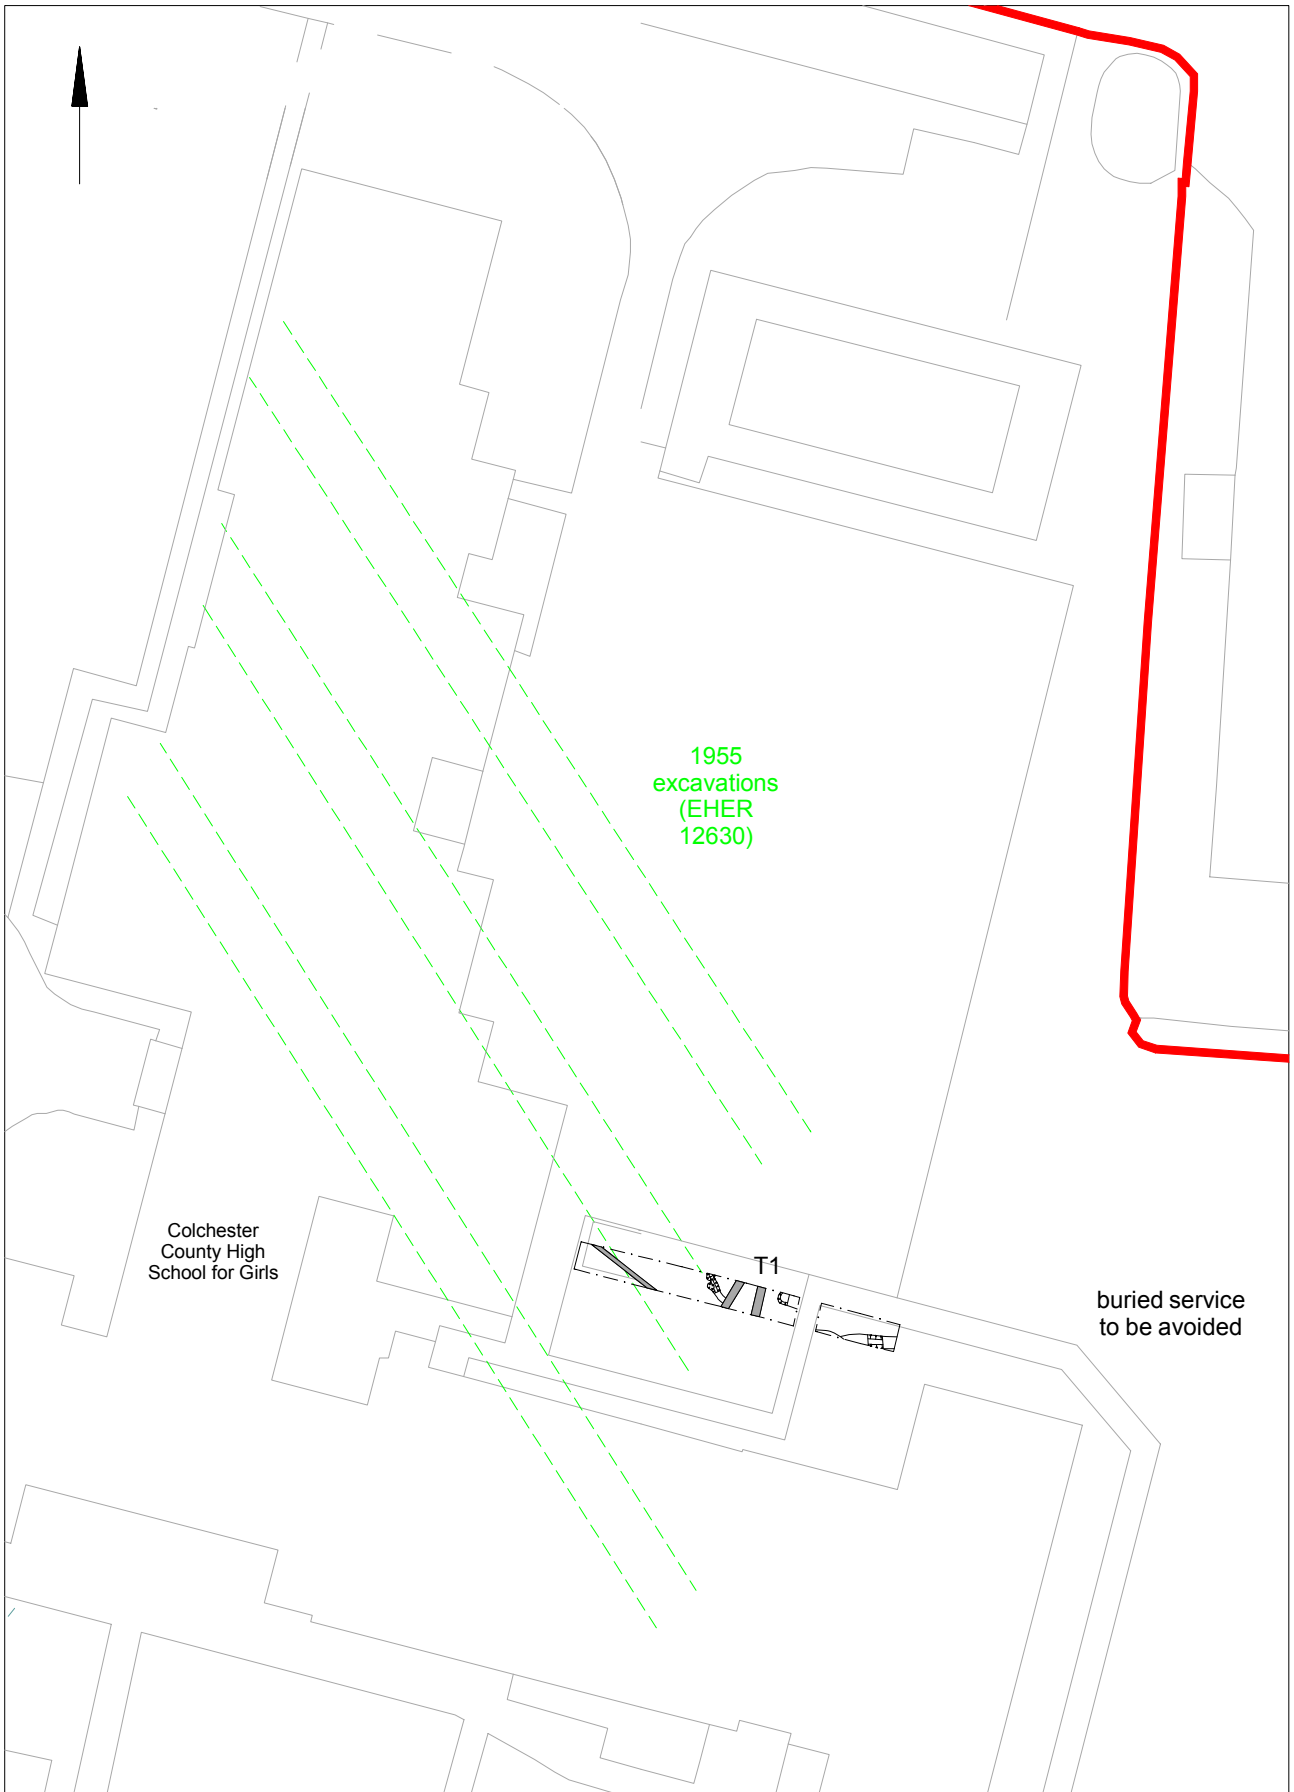 1955
excavations
(EHER
12630)
Colchester
County High
School for Girls
T1
buried service
to be avoided